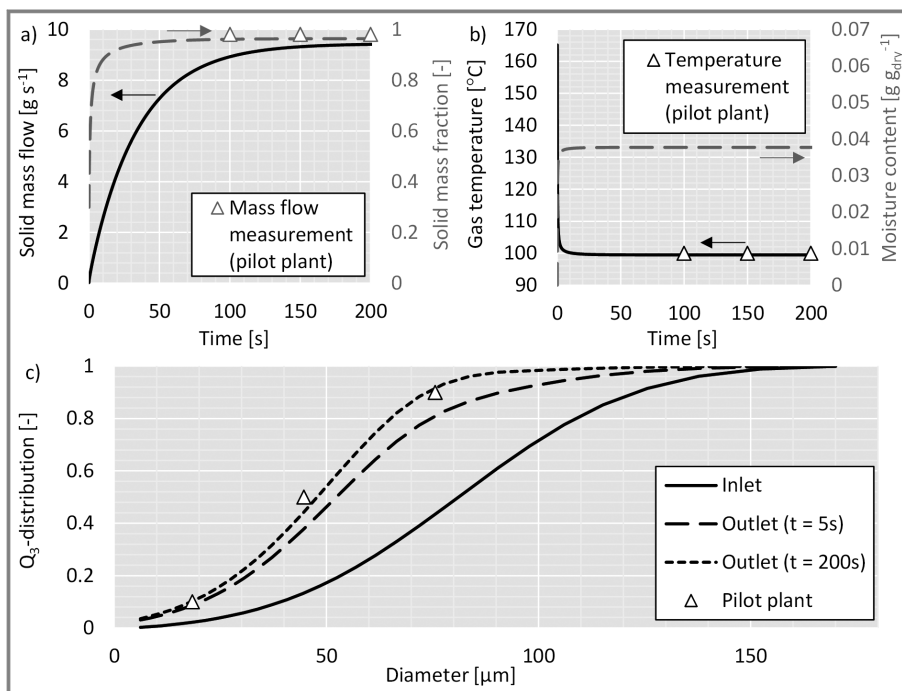 a)
Solid mass flow [g s⁻¹]
10
8
6
4
2
0
1
0.8
0.6
0.4
0.2
0
Solid mass fraction [-]
Mass flow
measurement
(pilot plant)
0 50 100 150 200
Time [s]
b)
Gas temperature [°C]
170
160
150
140
130
120
110
100
90
0.07
0.06
0.05
0.04
0.03
0.02
0.01
0
Moisture content [g g_dry⁻¹]
Temperature
measurement
(pilot plant)
0 50 100 150 200
Time [s]
c)
Q₃-distribution [-]
1
0.8
0.6
0.4
0.2
0
Inlet
Outlet (t = 5s)
Outlet (t = 200s)
Pilot plant
0 50 100 150
Diameter [µm]